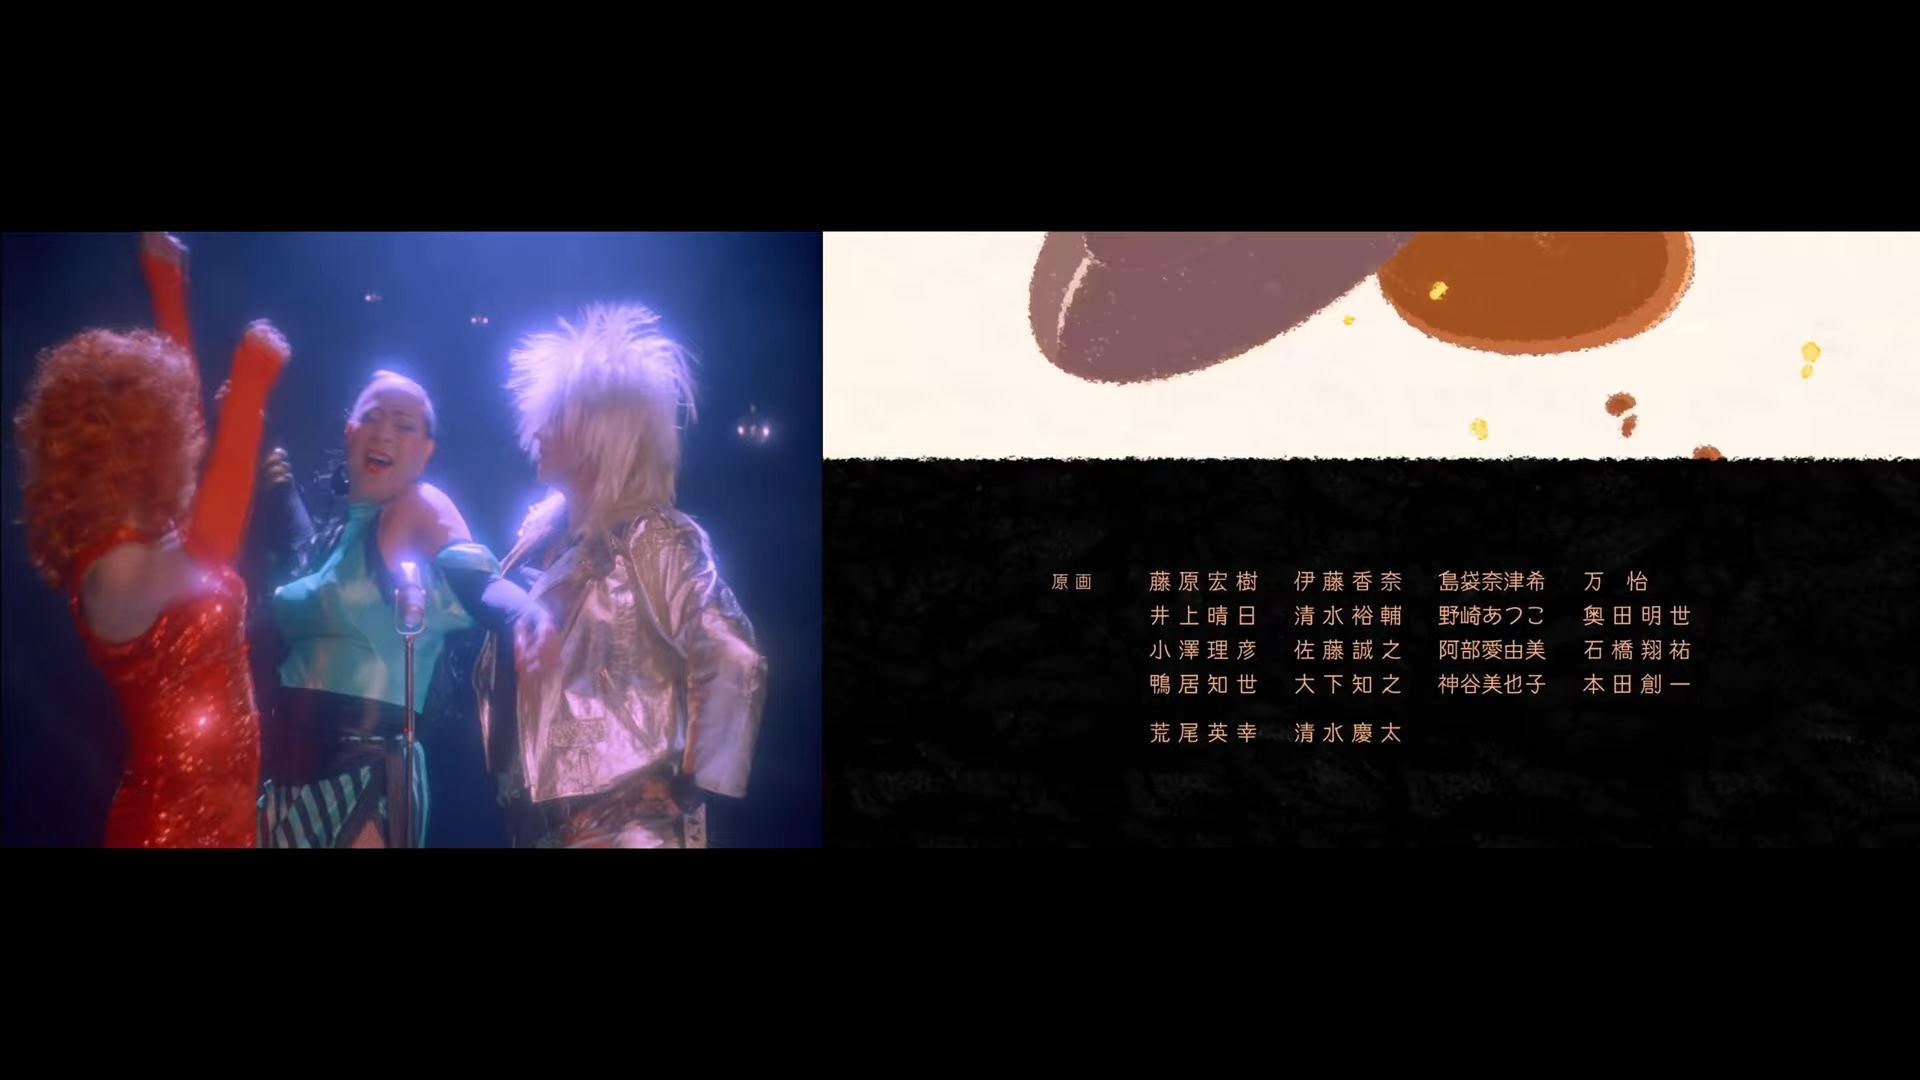 原画 藤原宏樹 伊藤香奈 島袋奈津希 万 怡
井上晴日 清水裕輔 野崎あつこ 奥田明世
小澤理彦 佐藤誠之 阿部愛由美 石橋翔祐
鴨居知世 大下知之 神谷美也子 本田創一
荒尾英幸 清水慶太